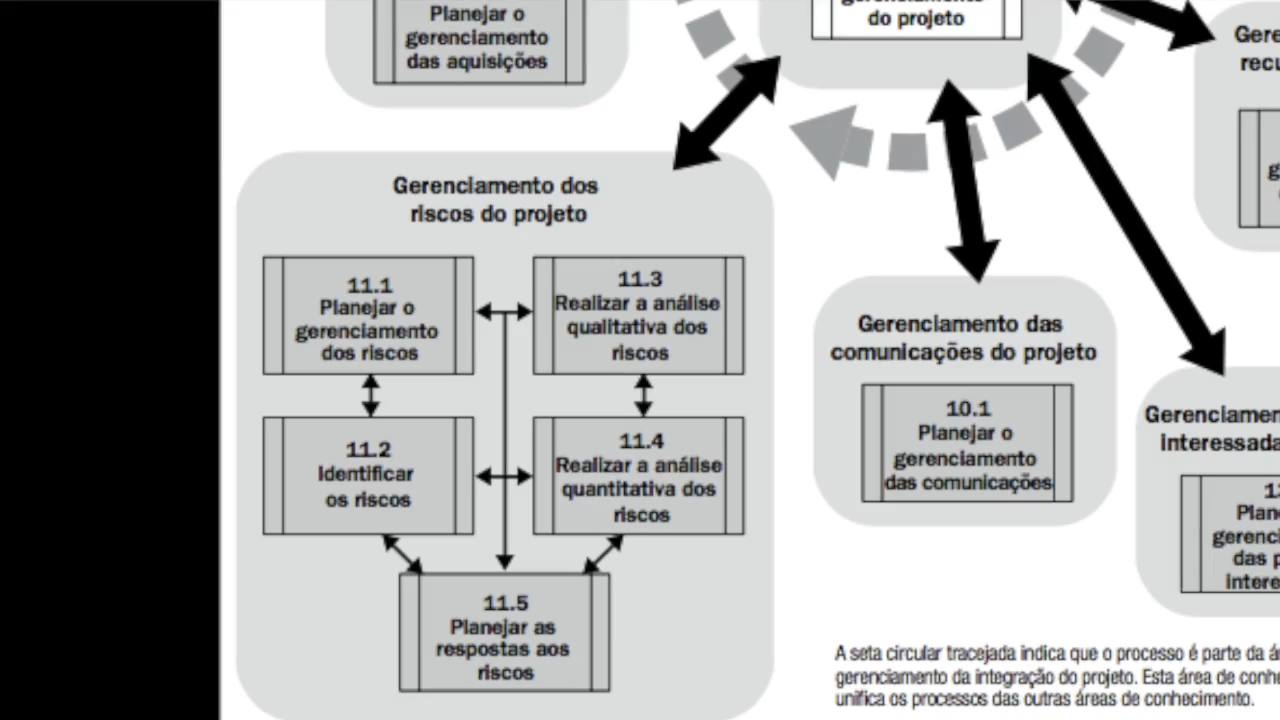 Planejar o
gerenciamento
das aquisições
gerenciamento
do projeto
Gerenciamento dos
riscos do projeto
11.1
Planejar o
gerenciamento
dos riscos
11.3
Realizar a análise
qualitativa dos
riscos
11.2
Identificar
os riscos
11.4
Realizar a análise
quantitativa dos
riscos
11.5
Planejar as
respostas aos
riscos
Gerenciamento das
comunicações do projeto
10.1
Planejar o
gerenciamento
das comunicações
A seta circular tracejada indica que o processo é parte da
gerenciamento da integração do projeto. Esta área de
unifica os processos das outras áreas de conhecimento.